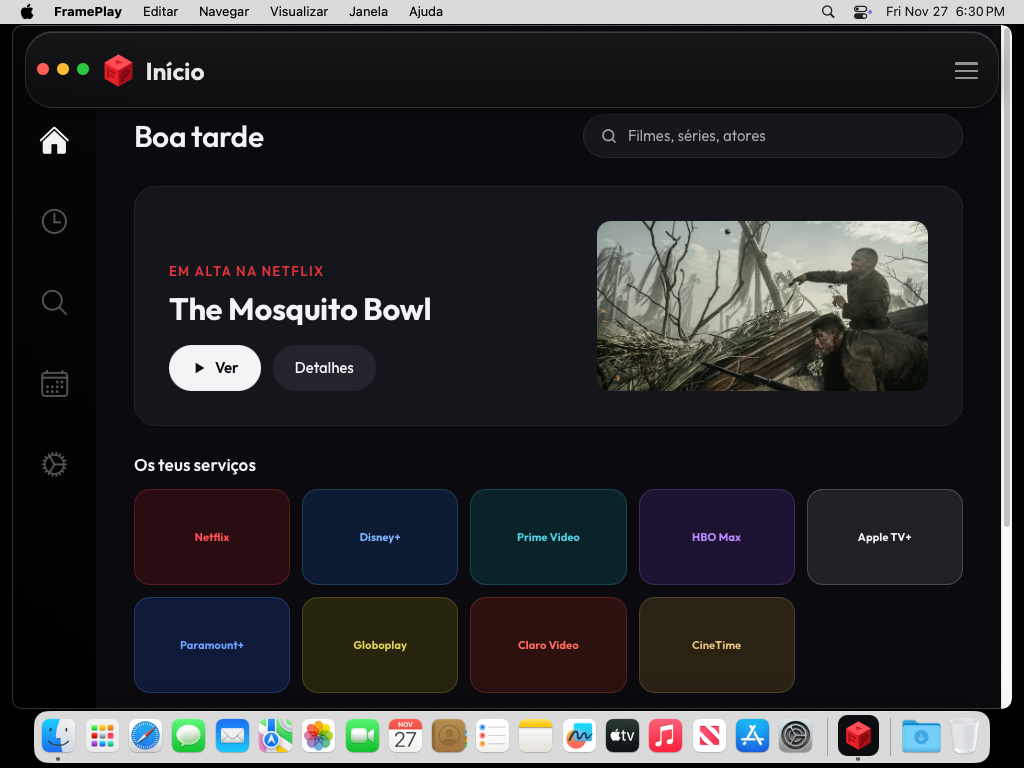 FramePlay Editar Navegar Visualizar Janela Ajuda Fri Nov 27 6:30 PM
Início
Boa tarde
Filmes, séries, atores
EM ALTA NA NETFLIX
The Mosquito Bowl
Ver Detalhes
Os teus serviços
Netflix Disney+ Prime Video HBO Max Apple TV+
Paramount+ Globoplay Claro Video CineTime
NOV
27
tv